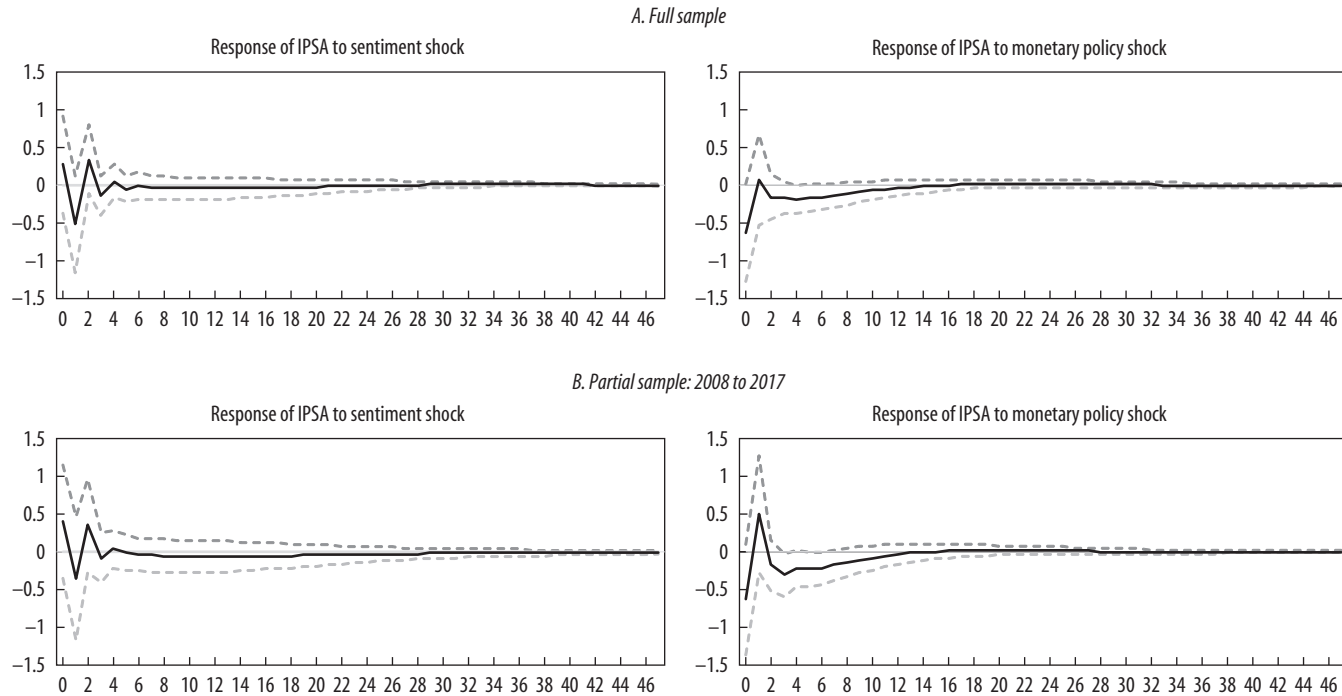 A. Full sample
Response of IPSA to sentiment shock
Response of IPSA to monetary policy shock
1.5
1
0.5
0
–0.5
–1
–1.5
0 2 4 6 8 10 12 14 16 18 20 22 24 26 28 30 32 34 36 38 40 42 44 46
1.5
1
0.5
0
–0.5
–1
–1.5
0 2 4 6 8 10 12 14 16 18 20 22 24 26 28 30 32 34 36 38 40 42 44 46
B. Partial sample: 2008 to 2017
Response of IPSA to sentiment shock
Response of IPSA to monetary policy shock
1.5
1
0.5
0
–0.5
–1
–1.5
0 2 4 6 8 10 12 14 16 18 20 22 24 26 28 30 32 34 36 38 40 42 44 46
1.5
1
0.5
0
–0.5
–1
–1.5
0 2 4 6 8 10 12 14 16 18 20 22 24 26 28 30 32 34 36 38 40 42 44 46